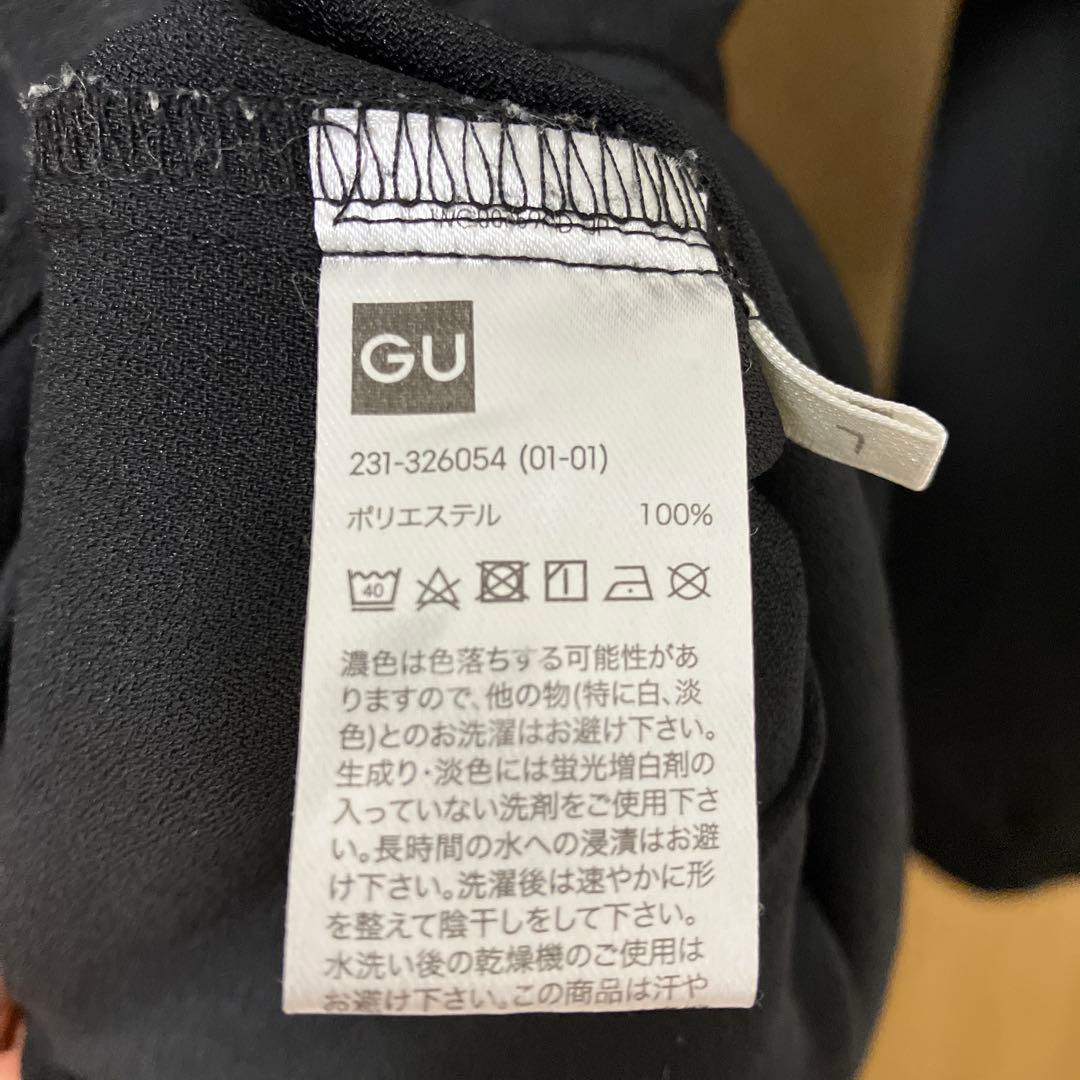 GU
231-326054 (01-01)
ポリエステル 100%
40
濃色は色落ちする可能性があ
りますので、他の物(特に白、淡
色)とのお洗濯はお避け下さい。
生成り・淡色には蛍光増白剤の
入っていない洗剤をご使用下さ
い。長時間の水への浸漬はお避
け下さい。洗濯後は速やかに形
を整えて陰干しをして下さい。
水洗い後の乾燥機のご使用は
お避け下さい。この商品は汗や
L